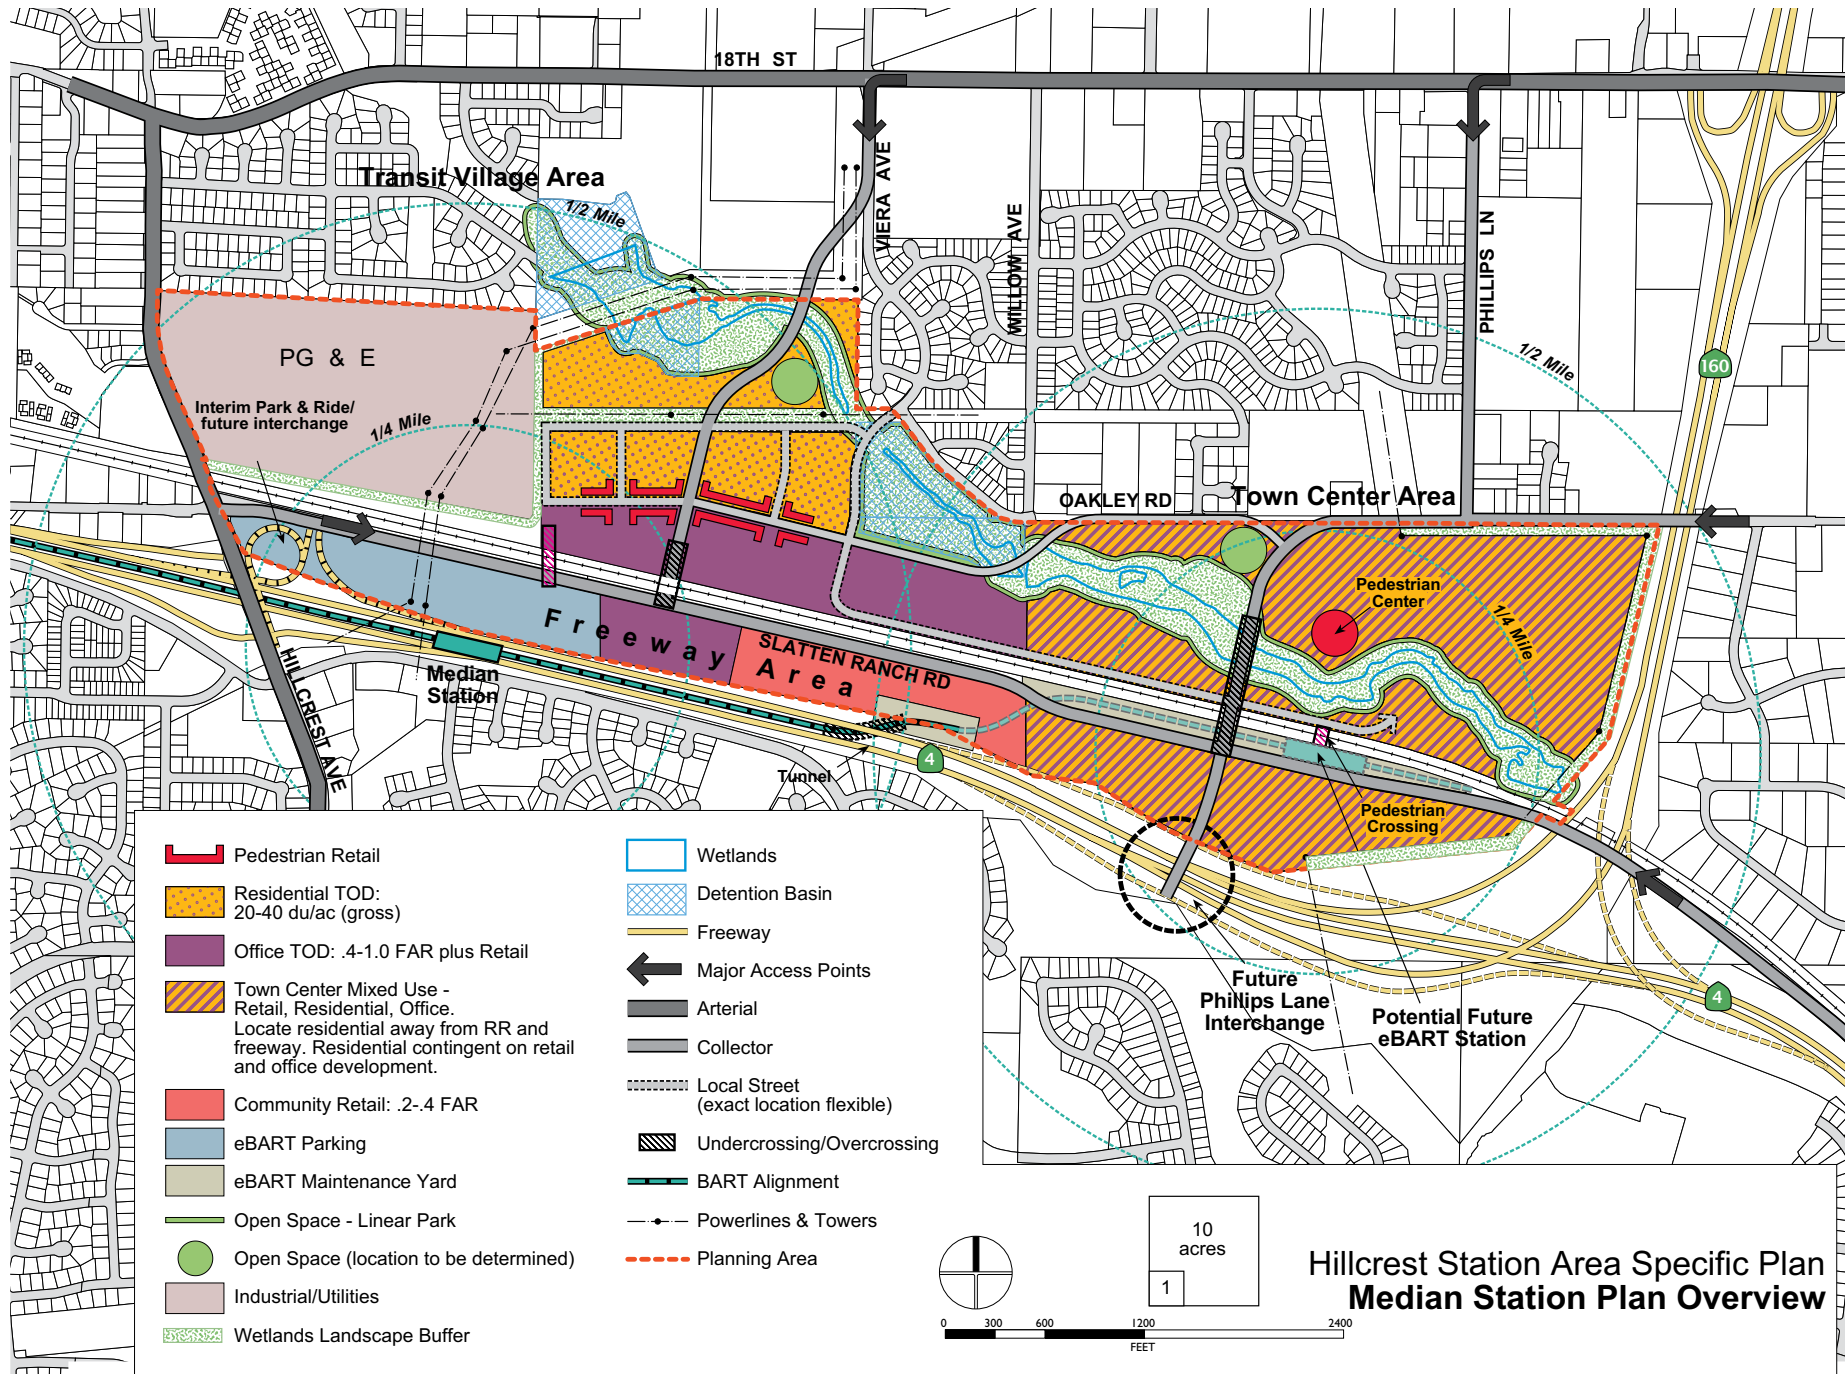 18TH ST
Transit Village Area
1/2 Mile
VIERA AVE
WILLOW AVE
PHILLIPS LN
1/2 Mile
160
PG & E
Interim Park & Ride/
future interchange
1/4 Mile
OAKLEY RD
Town Center Area
Pedestrian
Center
1/4 Mile
Freeway
Area
SLATTEN RANCH RD
Median
Station
HILLCREST AVE
Tunnel
4
Pedestrian
Crossing
Future
Phillips Lane
Interchange
Potential Future
eBART Station
4
Pedestrian Retail
Residential TOD:
20-40 du/ac (gross)
Office TOD: .4-1.0 FAR plus Retail
Town Center Mixed Use -
Retail, Residential, Office.
Locate residential away from RR and
freeway. Residential contingent on retail
and office development.
Community Retail: .2-.4 FAR
eBART Parking
eBART Maintenance Yard
Open Space - Linear Park
Open Space (location to be determined)
Industrial/Utilities
Wetlands Landscape Buffer
Wetlands
Detention Basin
Freeway
Major Access Points
Arterial
Collector
Local Street
(exact location flexible)
Undercrossing/Overcrossing
BART Alignment
Powerlines & Towers
Planning Area
10
acres
1
0 300 600 1200 2400
FEET
Hillcrest Station Area Specific Plan
Median Station Plan Overview